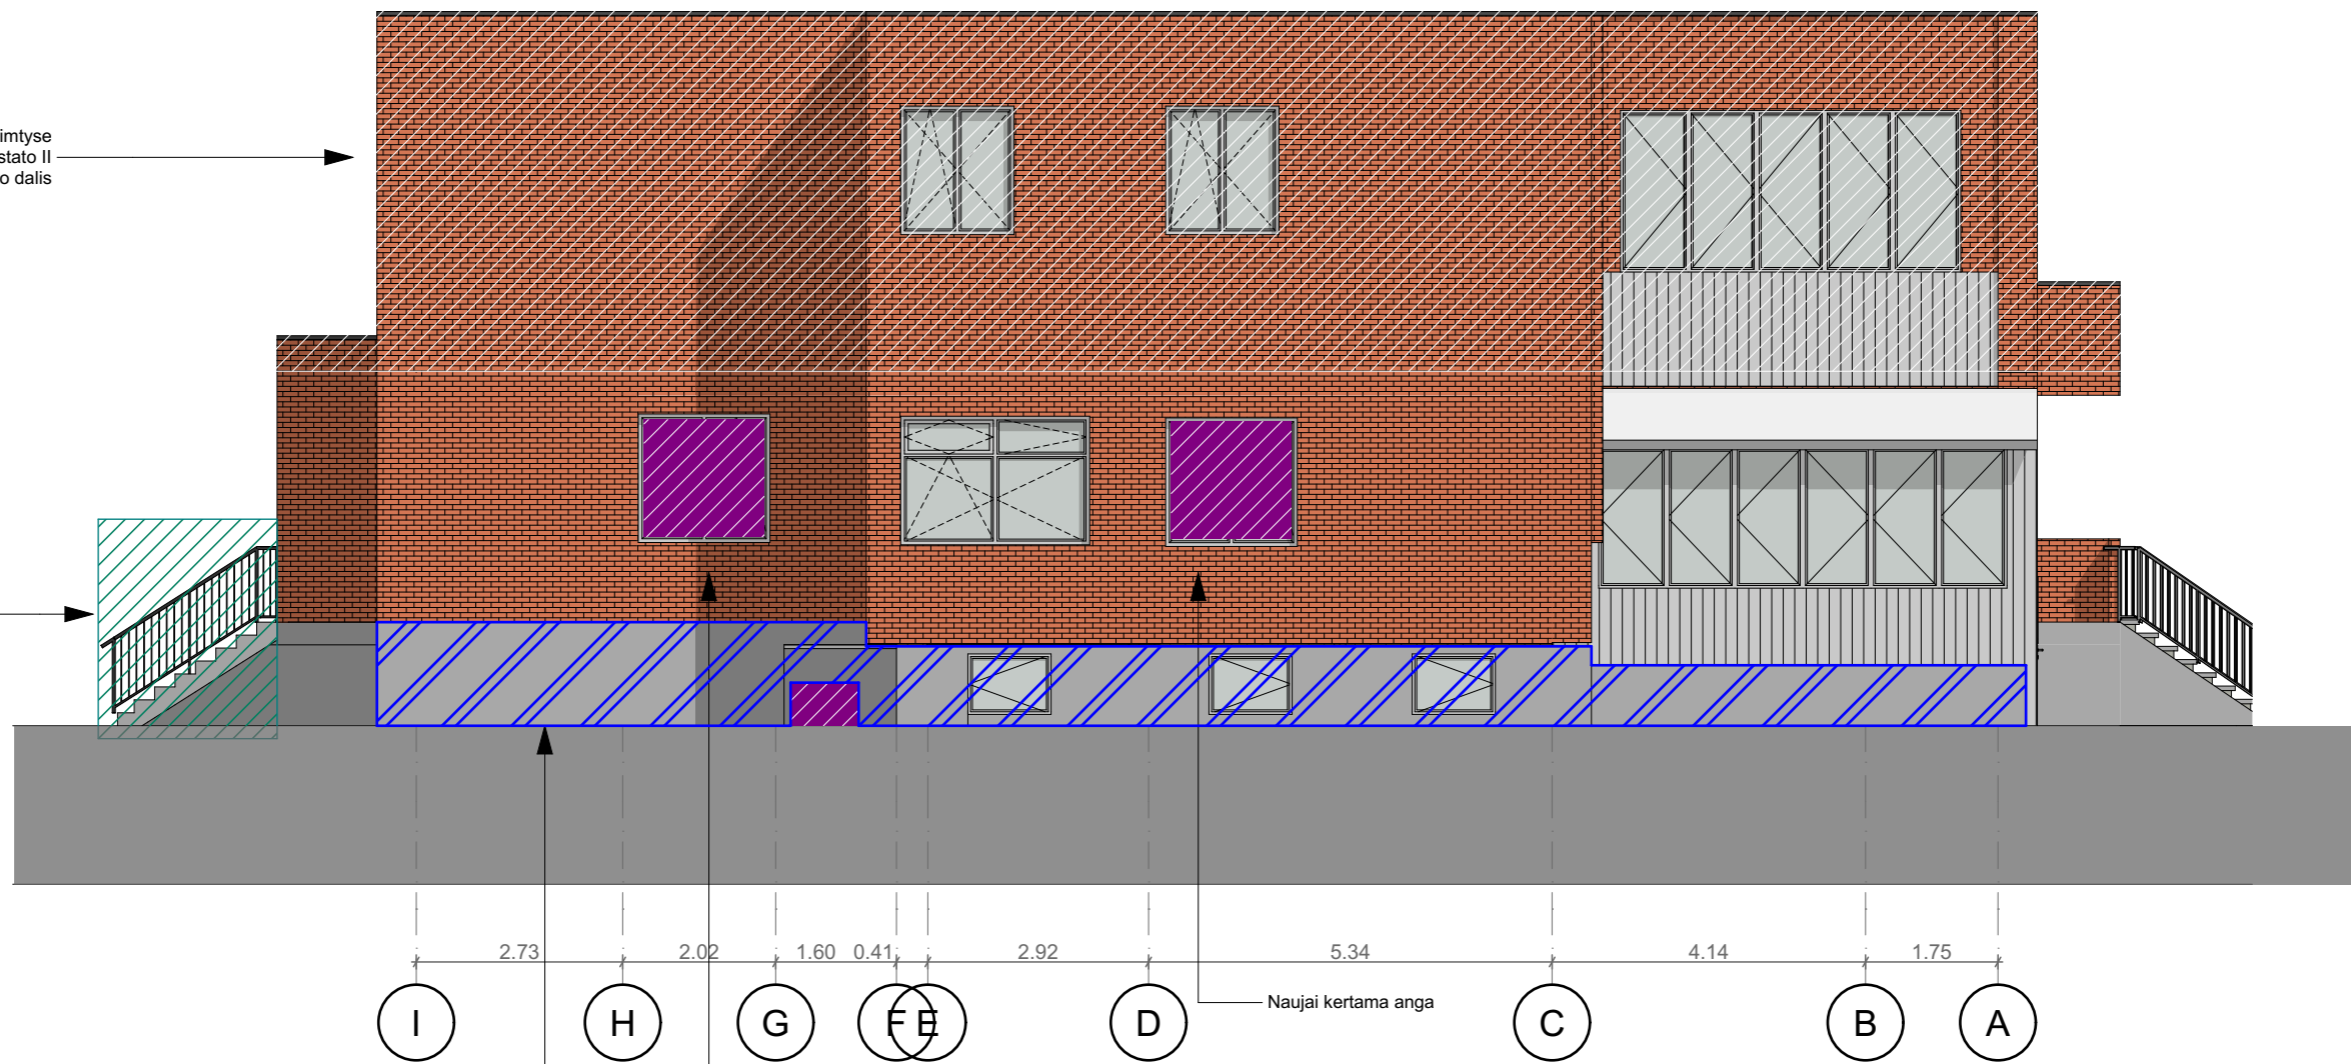 imtyse
stato II
o dalis
2.73 2.02 1.60 0.41 2.92 5.34 4.14 1.75
Naujai kertama anga
I H G F E D C B A